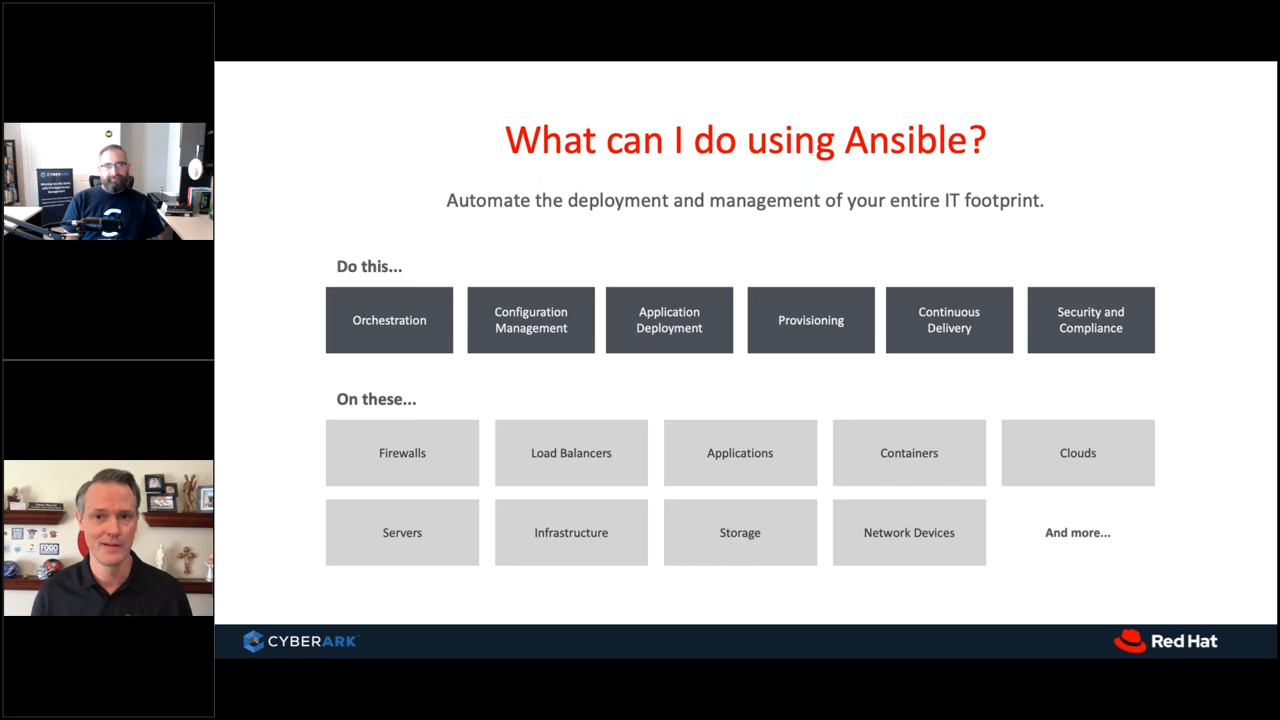 What can I do using Ansible?
Automate the deployment and management of your entire IT footprint.
Do this...
Orchestration
Configuration
Management
Application
Deployment
Provisioning
Continuous
Delivery
Security and
Compliance
On these...
Firewalls
Load Balancers
Applications
Containers
Clouds
Servers
Infrastructure
Storage
Network Devices
And more...
CYBERARK
Red Hat
CYBERARK